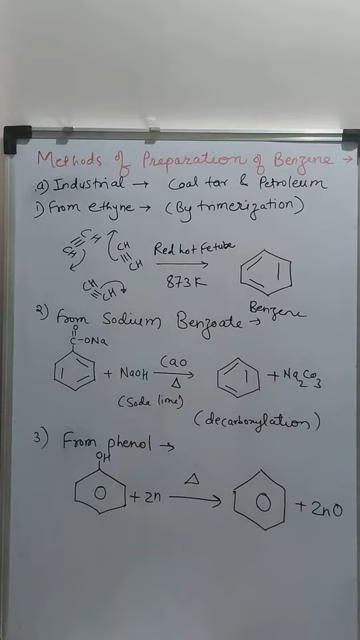 Methods of Preparation of Benzene →
a) Industrial → Coal tar & Petroleum
1) From ethyne → (By trimerization)
CH≡CH CH≡CH CH≡CH Red hot Fe tube 873K
Benzene
2) From Sodium Benzoate →
O
C-ONa
+ NaOH CaO Δ + Na2CO3
(Soda lime)
(decarboxylation)
3) From phenol →
OH
+ Zn Δ + ZnO